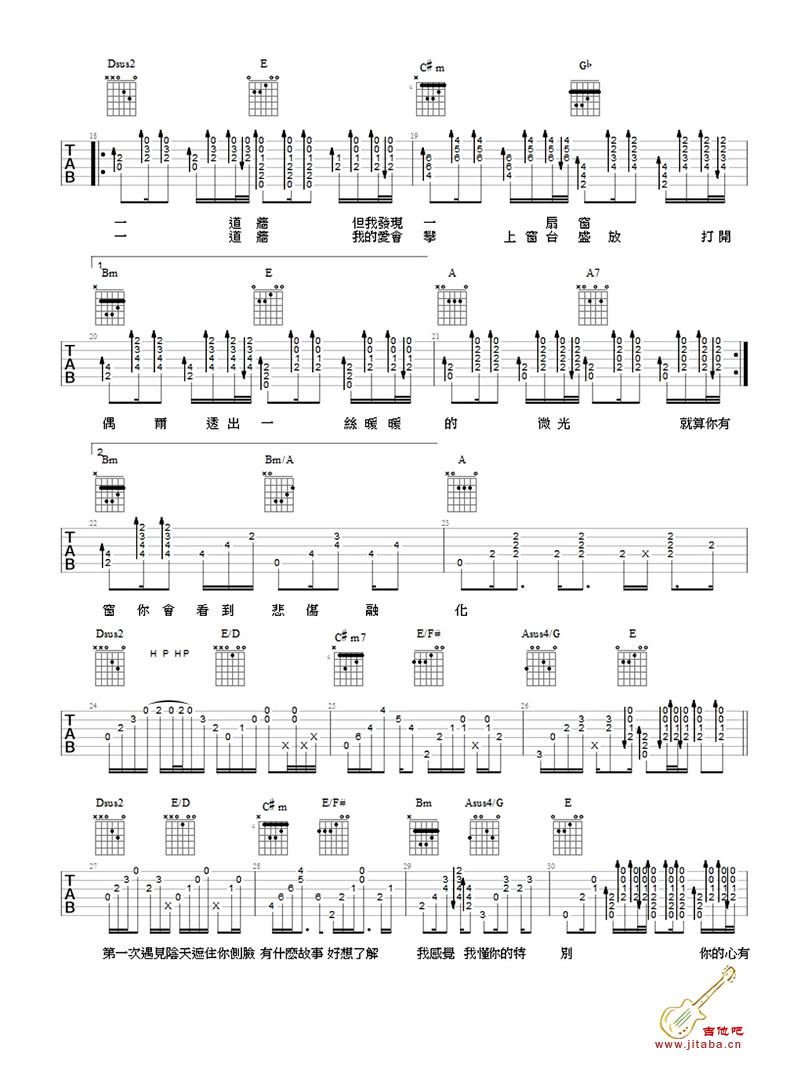 Dsus2 E C♯m G♭
18 19
一 道 牆 但我發現 一 扇 窗
一 道 牆 我的愛會 攀 上 窗 台 盛 放 打 開
1
Bm E A A7
20 21
偶 爾 透 出 一 絲 暖 暖 的 微 光 就算你有
2
Bm Bm/A A
22 23
窗 你 會 看 到 悲 傷 融 化
Dsus2 H P H P E/D C♯m7 E/F# Asus4/G E
24 25 26
Dsus2 E/D C♯m E/F# Bm Asus4/G E
27 28 29 30
第一次遇見陰天遮住你側臉 有什麼故事 好想了解 我感覺 我懂你的特 別 你的心有
吉他吧
www.jitaba.cn